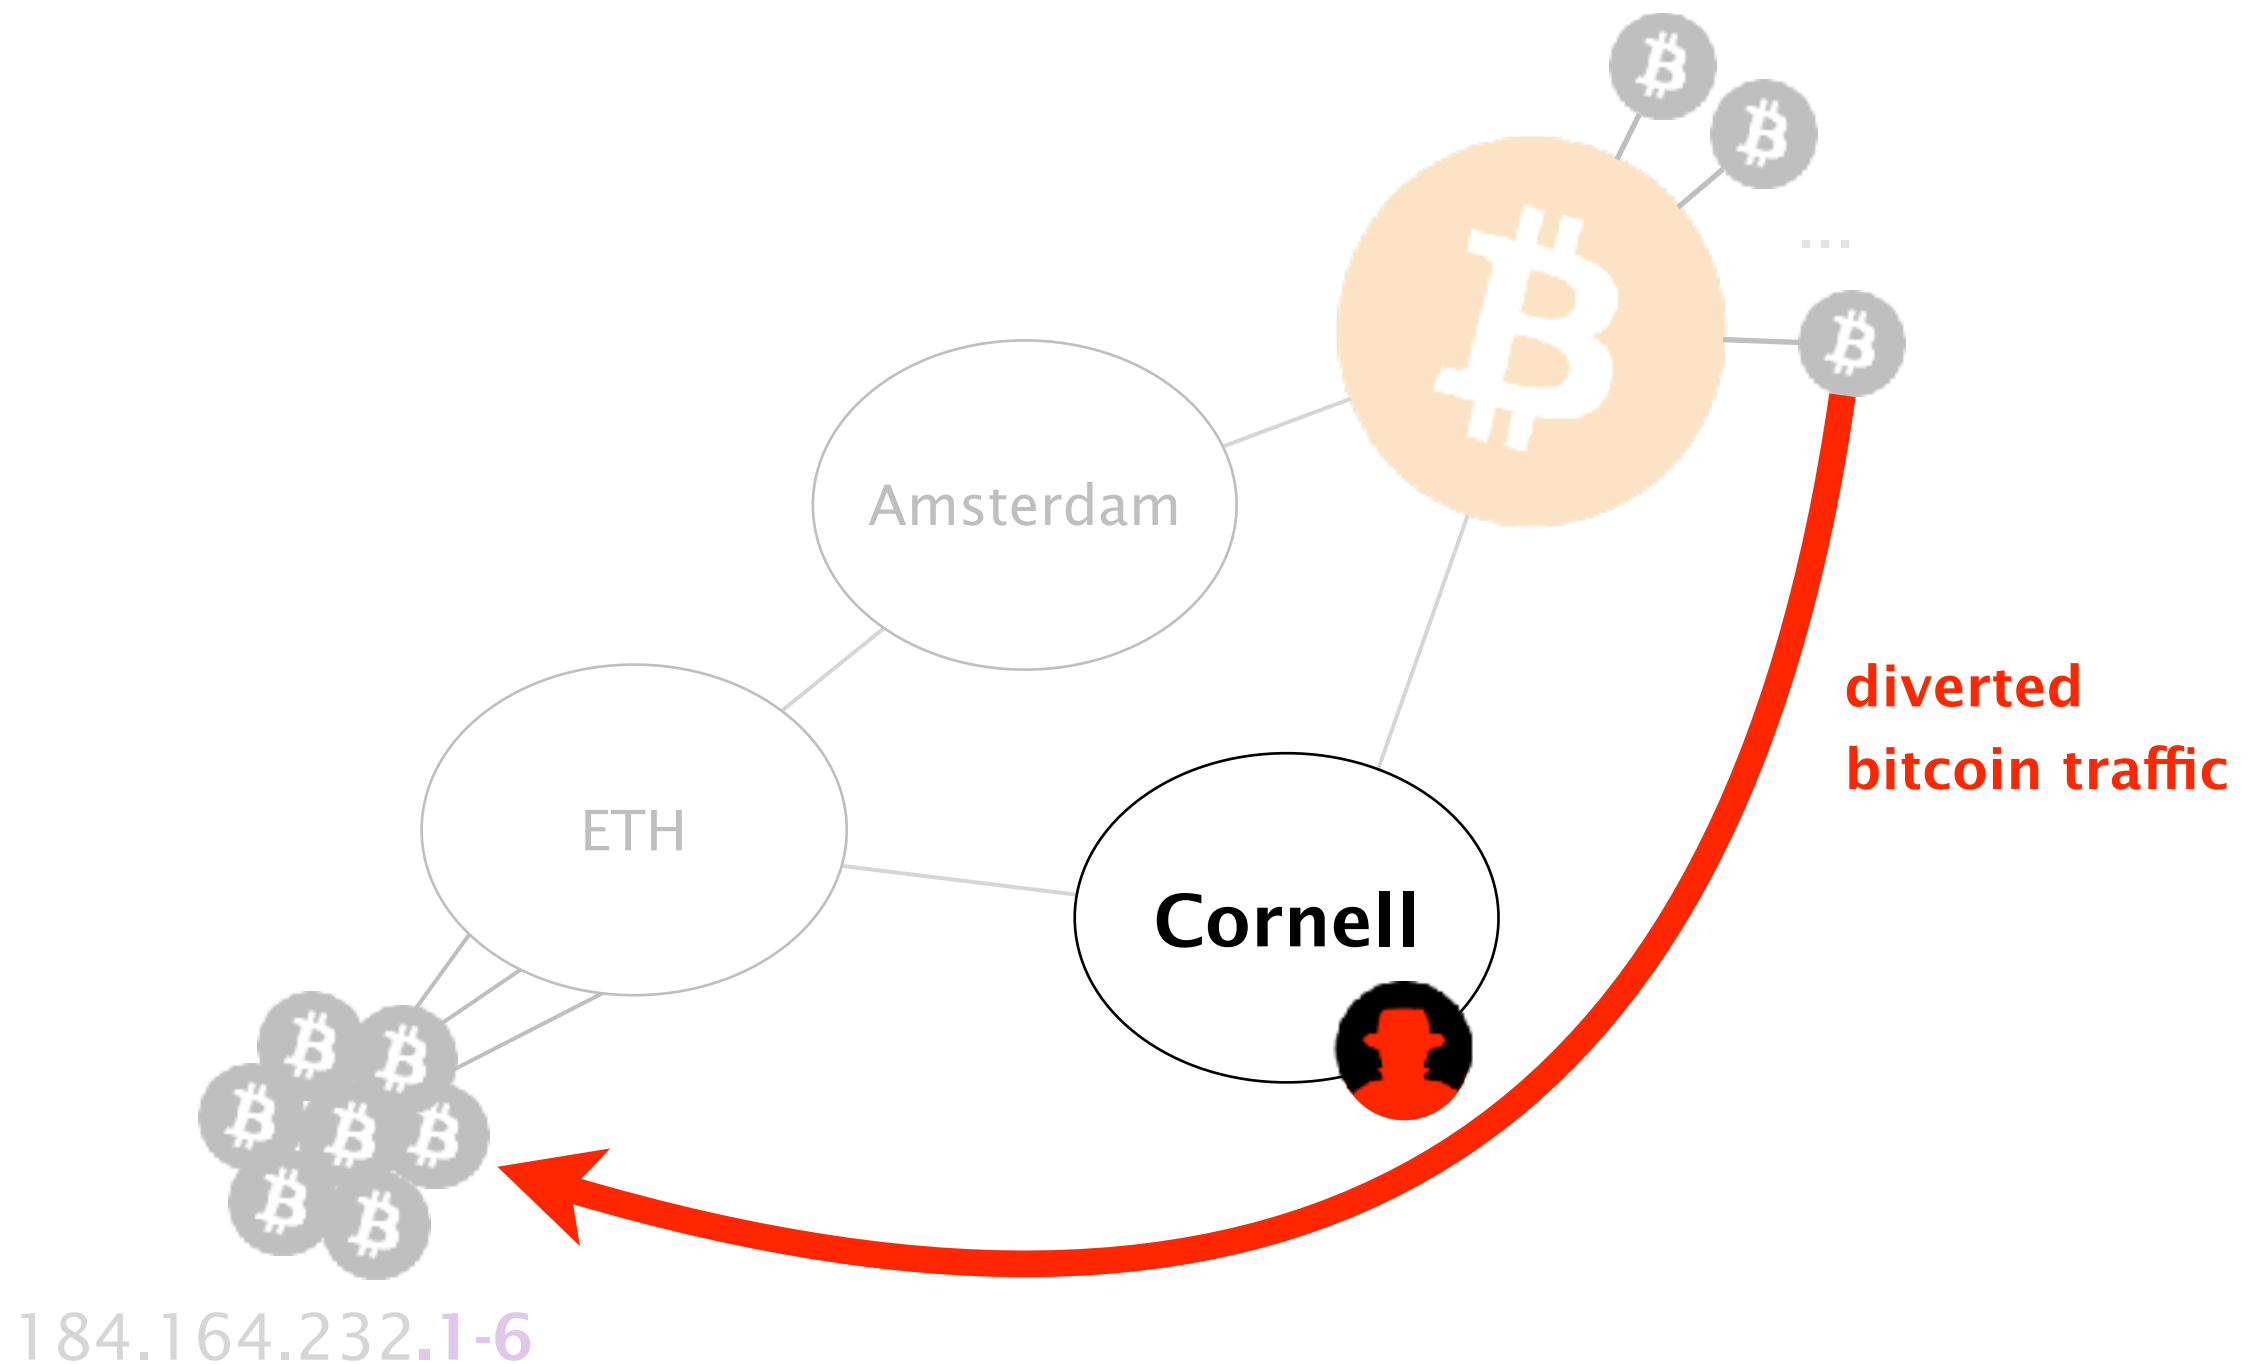 ...
Amsterdam
diverted
bitcoin traffic
ETH
Cornell
184.164.232.1-6